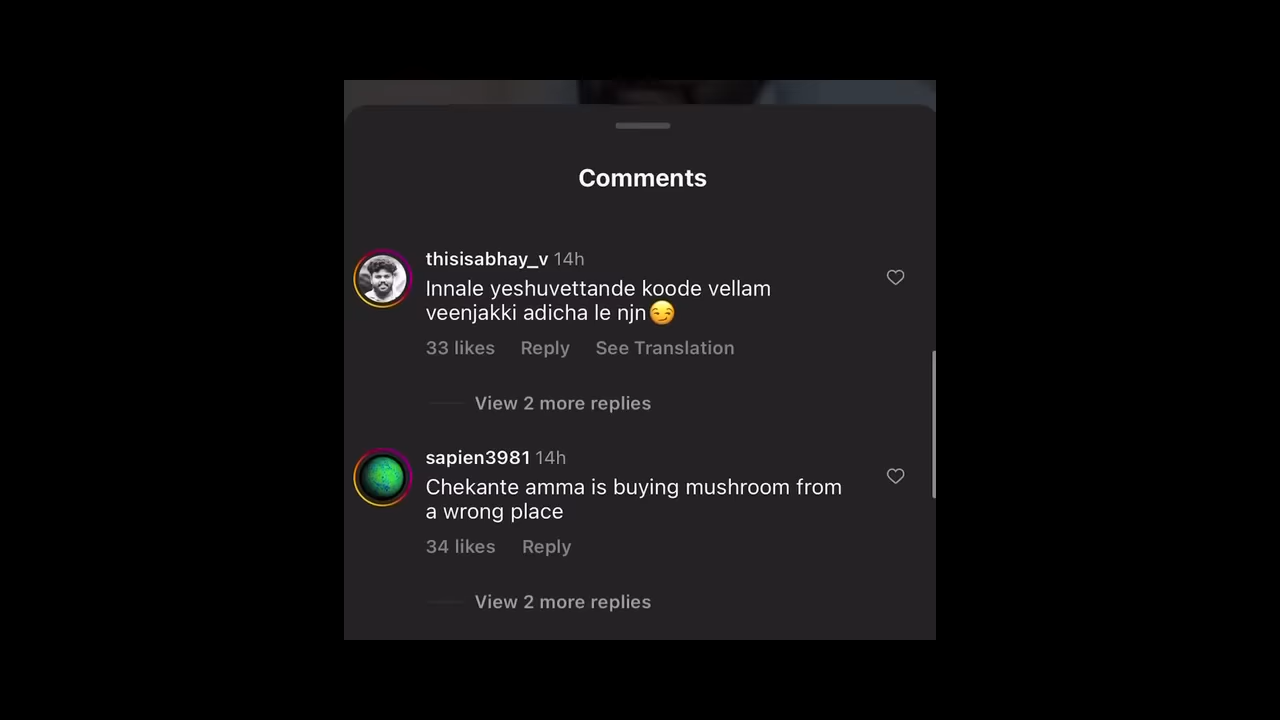 Comments
thisisabhay_v 14h
Innale yeshuvettande koode vellam
veenjakki adicha le njn😏
33 likes Reply See Translation
View 2 more replies
sapien3981 14h
Chekante amma is buying mushroom from
a wrong place
34 likes Reply
View 2 more replies